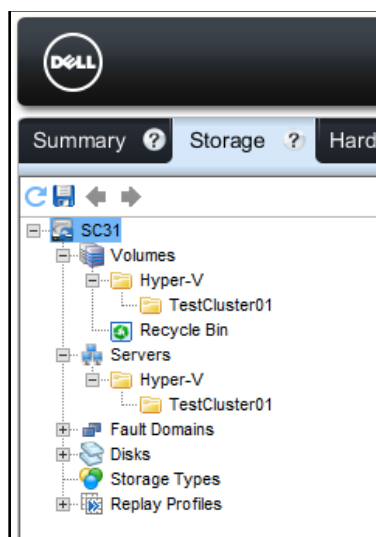 DELL
Summary ? Storage ? Hard
SC31
Volumes
Hyper-V
TestCluster01
Recycle Bin
Servers
Hyper-V
TestCluster01
Fault Domains
Disks
Storage Types
Replay Profiles